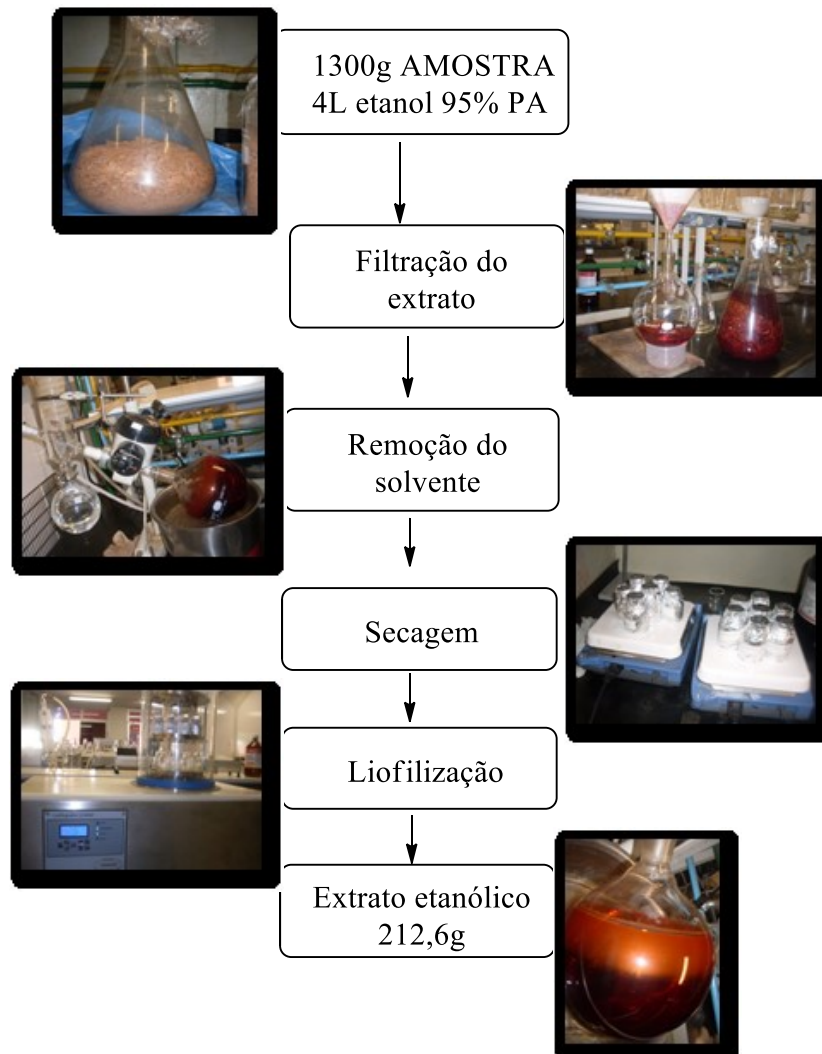 1300g AMOSTRA
4L etanol 95% PA
Filtração do
extrato
Remoção do
solvente
Secagem
Liofilização
Extrato etanólico
212,6g